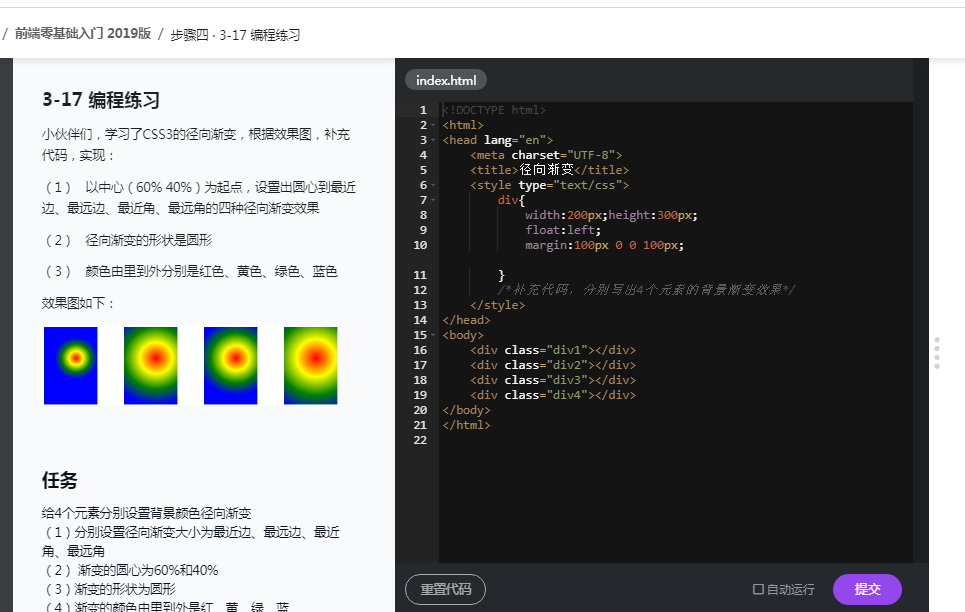 / 前端零基础入门 2019版 / 步骤四 · 3-17 编程练习
3-17 编程练习
小伙伴们，学习了CSS3的径向渐变，根据效果图，补充
代码，实现：
（1） 以中心（60% 40%）为起点，设置出圆心到最近
边、最远边、最近角、最远角的四种径向渐变效果
（2） 径向渐变的形状是圆形
（3） 颜色由里到外分别是红色、黄色、绿色、蓝色
效果图如下：
任务
给4个元素分别设置背景颜色径向渐变
（1）分别设置径向渐变大小为最近边、最远边、最近
角、最远角
（2） 渐变的圆心为60%和40%
（3）渐变的形状为圆形
（4）渐变的颜色由里到外是红、黄、绿、蓝
index.html
1 <!DOCTYPE html>
2 <html>
3 <head lang="en">
4 <meta charset="UTF-8">
5 <title>径向渐变</title>
6 <style type="text/css">
7 div{
8 width:200px;height:300px;
9 float:left;
10 margin:100px 0 0 100px;
11 }
12 /*补充代码，分别写出4个元素的背景渐变效果*/
13 </style>
14 </head>
15 <body>
16 <div class="div1"></div>
17 <div class="div2"></div>
18 <div class="div3"></div>
19 <div class="div4"></div>
20 </body>
21 </html>
22
重置代码
自动运行
提交